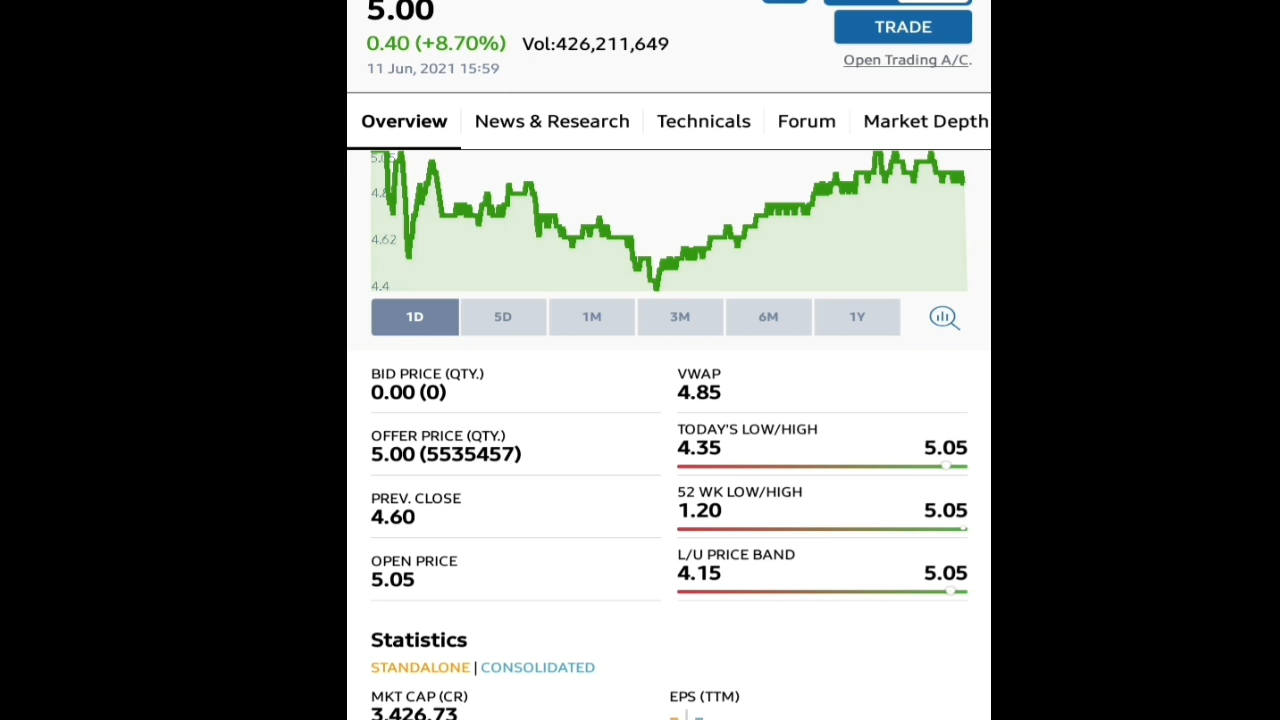 5.00
TRADE
0.40 (+8.70%) Vol:426,211,649
11 Jun, 2021 15:59
Open Trading A/C.
Overview News & Research Technicals Forum Market Depth
5.05
4.62
4.4
1D 5D 1M 3M 6M 1Y
BID PRICE (QTY.)
0.00 (0)
VWAP
4.85
OFFER PRICE (QTY.)
5.00 (5535457)
TODAY'S LOW/HIGH
4.35 5.05
PREV. CLOSE
4.60
52 WK LOW/HIGH
1.20 5.05
OPEN PRICE
5.05
L/U PRICE BAND
4.15 5.05
Statistics
STANDALONE | CONSOLIDATED
MKT CAP (CR)
3,426.73
EPS (TTM)